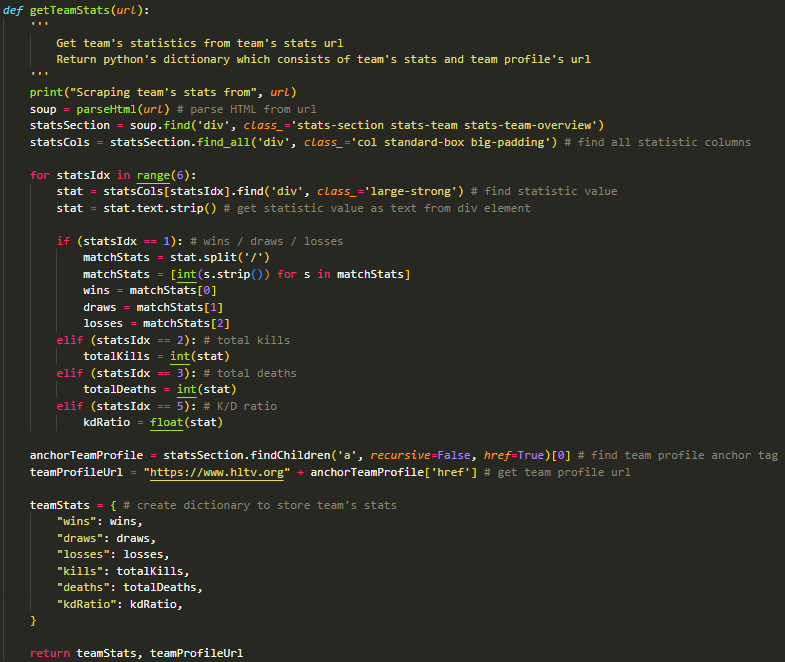 def getTeamStats(url):
    '''
        Get team's statistics from team's stats url
        Return python's dictionary which consists of team's stats and team profile's url
    '''
    print("Scraping team's stats from", url)
    soup = parseHtml(url) # parse HTML from url
    statsSection = soup.find('div', class_='stats-section stats-team stats-team-overview')
    statsCols = statsSection.find_all('div', class_='col standard-box big-padding') # find all statistic columns

    for statsIdx in range(6):
        stat = statsCols[statsIdx].find('div', class_='large-strong') # find statistic value
        stat = stat.text.strip() # get statistic value as text from div element

        if (statsIdx == 1): # wins / draws / losses
            matchStats = stat.split('/')
            matchStats = [int(s.strip()) for s in matchStats]
            wins = matchStats[0]
            draws = matchStats[1]
            losses = matchStats[2]
        elif (statsIdx == 2): # total kills
            totalKills = int(stat)
        elif (statsIdx == 3): # total deaths
            totalDeaths = int(stat)
        elif (statsIdx == 5): # K/D ratio
            kdRatio = float(stat)

    anchorTeamProfile = statsSection.findChildren('a', recursive=False, href=True)[0] # find team profile anchor tag
    teamProfileUrl = "https://www.hltv.org" + anchorTeamProfile['href'] # get team profile url

    teamStats = { # create dictionary to store team's stats
        "wins": wins,
        "draws": draws,
        "losses": losses,
        "kills": totalKills,
        "deaths": totalDeaths,
        "kdRatio": kdRatio,
    }

    return teamStats, teamProfileUrl